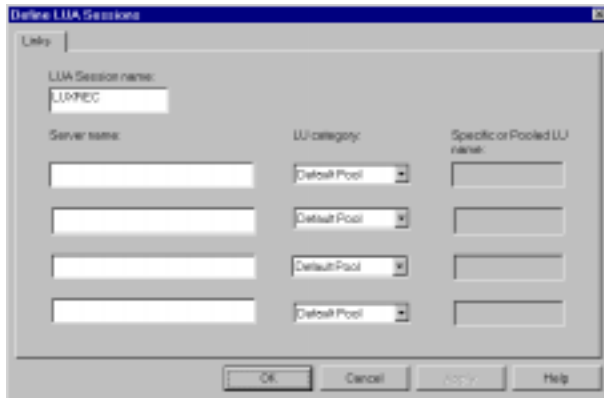 Define LUA Sessions
Links
LUA Session name:
LUXREC
Server name:
LU category:
Specific or Pooled LU
name:
Default Pool
Default Pool
Default Pool
Default Pool
OK
Cancel
Apply
Help